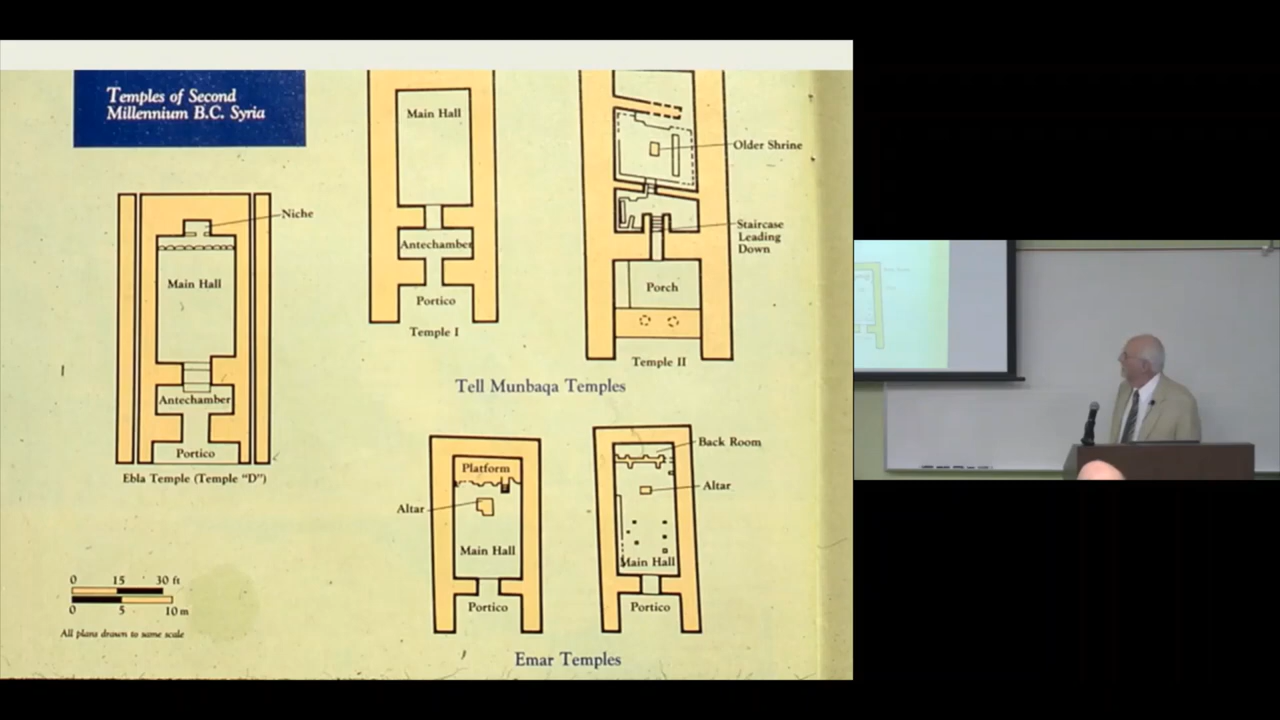 Temples of Second
Millennium B.C. Syria
Niche
Main Hall
Antechamber
Portico
Ebla Temple (Temple "D")
Main Hall
Antechamber
Portico
Temple I
Older Shrine
Staircase
Leading
Down
Porch
Temple II
Tell Munbaqa Temples
Platform
Altar
Main Hall
Portico
Back Room
Altar
Main Hall
Portico
Emar Temples
0 15 30 ft
0 5 10 m
All plans drawn to same scale